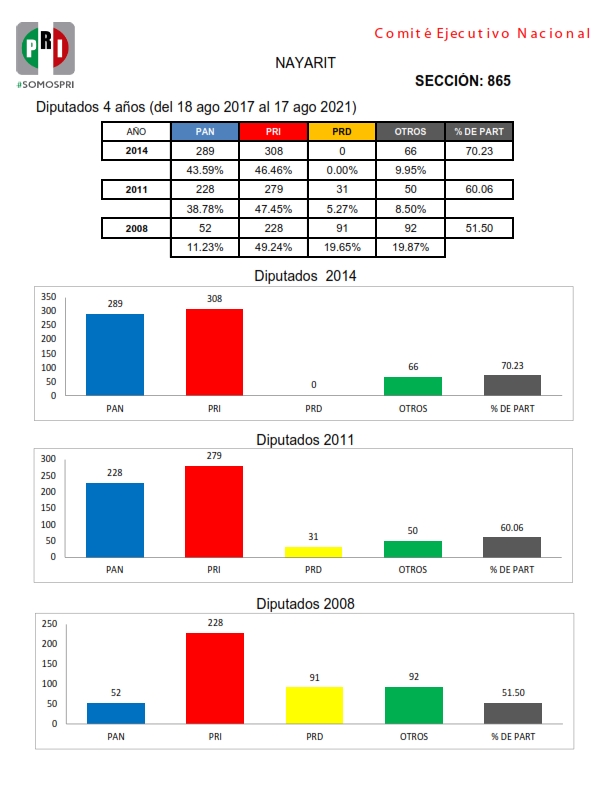 Comité Ejecutivo Nacional
PRI
#SOMOSPRI
NAYARIT
SECCIÓN: 865
Diputados 4 años (del 18 ago 2017 al 17 ago 2021)
AÑO PAN PRI PRD OTROS % DE PART
2014 289 308 0 66 70.23
43.59% 46.46% 0.00% 9.95%
2011 228 279 31 50 60.06
38.78% 47.45% 5.27% 8.50%
2008 52 228 91 92 51.50
11.23% 49.24% 19.65% 19.87%
Diputados 2014
350
300
250
200
150
100
50
0
289 308 0 66 70.23
PAN PRI PRD OTROS % DE PART
Diputados 2011
300
250
200
150
100
50
0
228 279 31 50 60.06
PAN PRI PRD OTROS % DE PART
Diputados 2008
250
200
150
100
50
0
52 228 91 92 51.50
PAN PRI PRD OTROS % DE PART